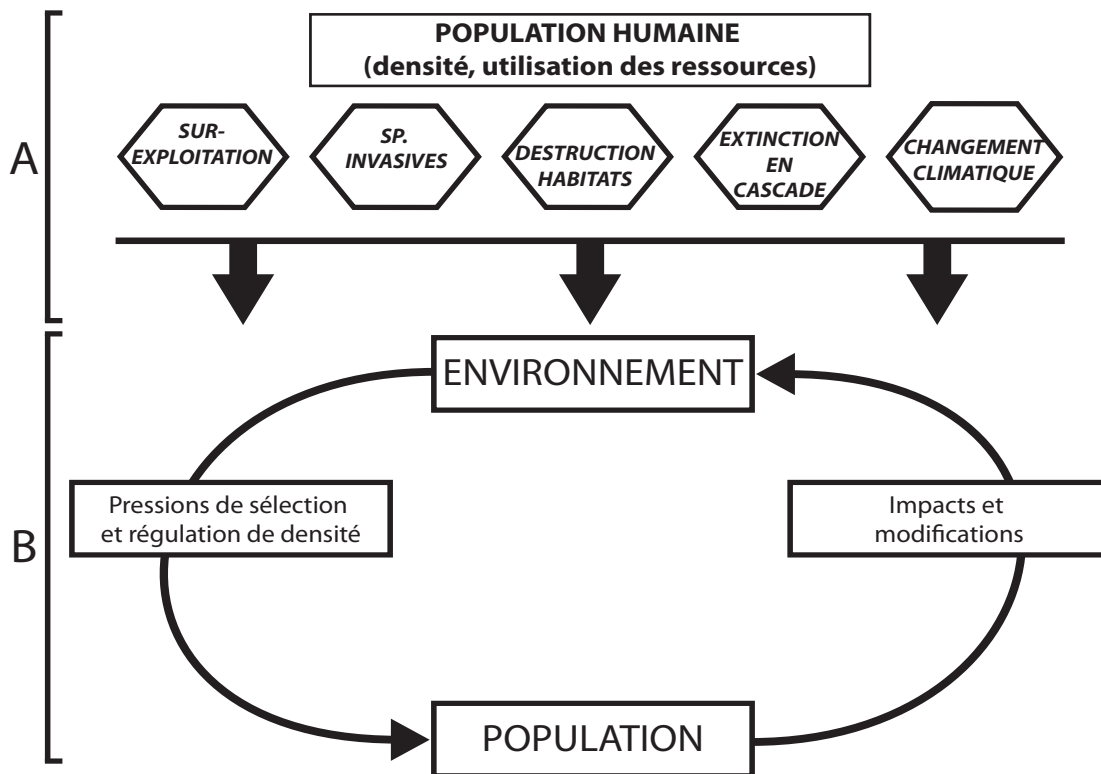 POPULATION HUMAINE
(densité, utilisation des ressources)
A
SUR-
EXPLOITATION
SP.
INVASIVES
DESTRUCTION
HABITATS
EXTINCTION
EN
CASCADE
CHANGEMENT
CLIMATIQUE
B
ENVIRONNEMENT
Pressions de sélection
et régulation de densité
Impacts et
modifications
POPULATION